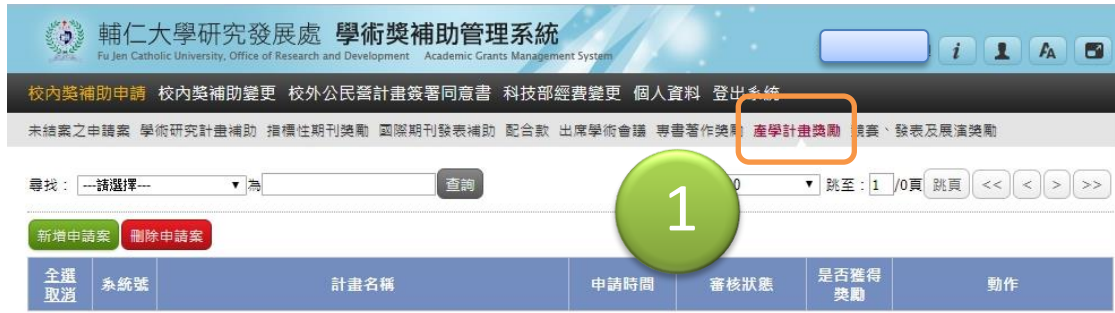 輔仁大學研究發展處 學術獎補助管理系統
Fu Jen Catholic University, Office of Research and Development Academic Grants Management System
校內獎補助申請 校內獎補助變更 校外公民營計畫簽署同意書 科技部經費變更 個人資料 登出系統
未結案之申請案 學術研究計畫補助 指標性期刊獎勵 國際期刊發表補助 配合款 出席學術會議 專書著作獎勵 產學計畫獎勵 競賽、發表及展演獎勵
尋找： ---請選擇--- 為 查詢 0 跳至：1 /0頁 跳頁 << < > >>
1
新增申請案 刪除申請案
全選 取消 系統號 計畫名稱 申請時間 審核狀態 是否獲得 獎勵 動作